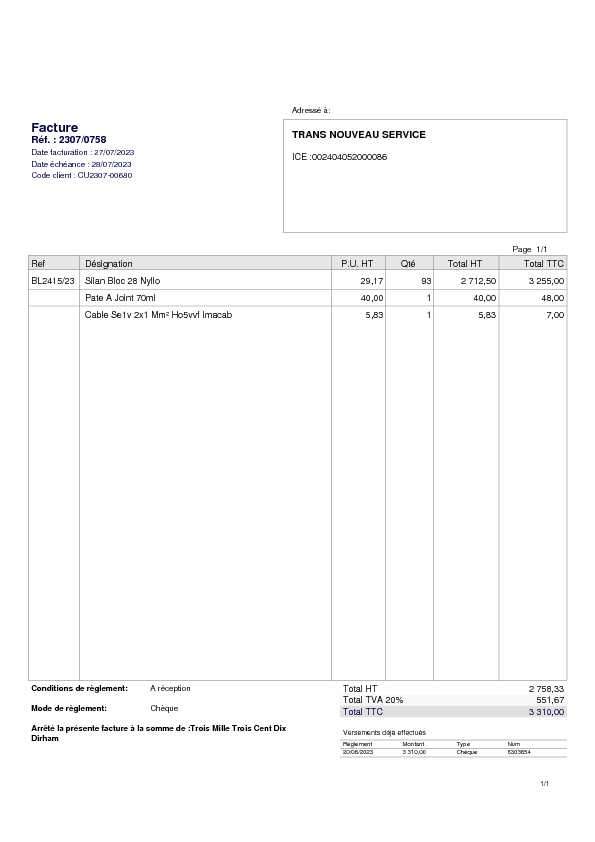 Adressé à:
Facture
Réf. : 2307/0758
Date facturation : 27/07/2023
Date échéance : 28/07/2023
Code client : CU2307-00680
TRANS NOUVEAU SERVICE
ICE :002404052000086
Page 1/1
Ref Désignation P.U. HT Qté Total HT Total TTC
BL2415/23 Silan Bloc 28 Nyllo 29,17 93 2 712,50 3 255,00
Pate A Joint 70ml 40,00 1 40,00 48,00
Cable Se1v 2x1 Mm² Ho5vvf Imacab 5,83 1 5,83 7,00
Conditions de règlement: A réception
Mode de règlement: Chèque
Arrêté la présente facture à la somme de :Trois Mille Trois Cent Dix
Dirham
Total HT 2 758,33
Total TVA 20% 551,67
Total TTC 3 310,00
Versements déjà effectués
Règlement Montant Type Num
20/08/2023 3 310,00 Chèque 6303654
1/1